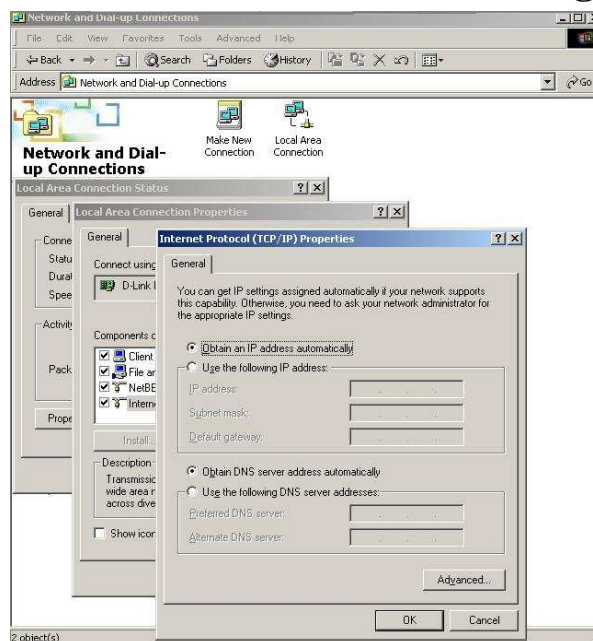 Network and Dial-up Connections
File Edit View Favorites Tools Advanced Help
Back Search Folders History
Address Network and Dial-up Connections Go
Make New Connection
Local Area Connection
Network and Dial-
up Connections
Local Area Connection Status
General
Conne
Statu
Dura
Spee
Activit
Pack
Prope
Local Area Connection Properties
General
Connect using
D-Link
Components c
Client
File ar
NetBE
Intern
Install...
Description
Transmissic
wide area r
across dive
Show icor
Internet Protocol (TCP/IP) Properties
General
You can get IP settings assigned automatically if your network supports
this capability. Otherwise, you need to ask your network administrator for
the appropriate IP settings.
Obtain an IP address automatically
Use the following IP address:
IP address:
Subnet mask:
Default gateway:
Obtain DNS server address automatically
Use the following DNS server addresses:
Preferred DNS server:
Alternate DNS server:
Advanced...
OK Cancel
2 object(s)